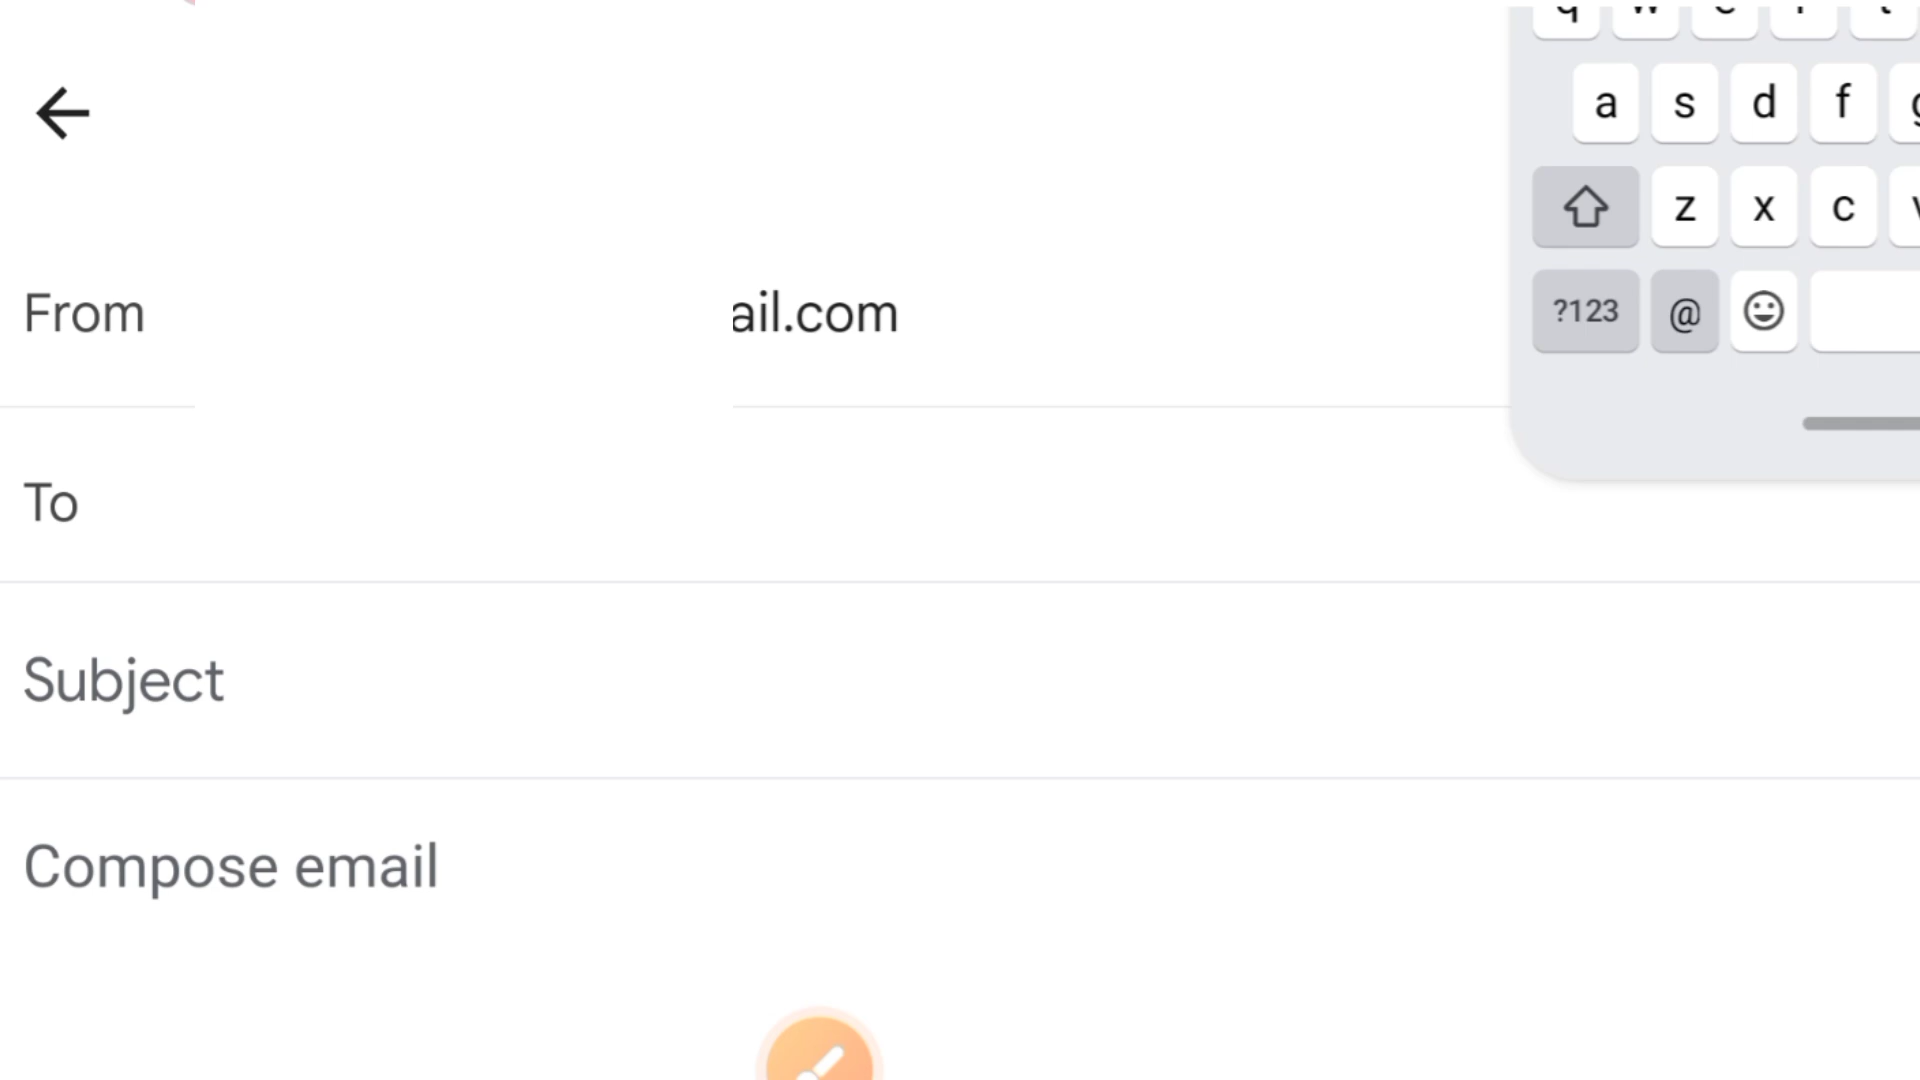 a s d f
z x c
From ail.com
?123 @
To
Subject
Compose email